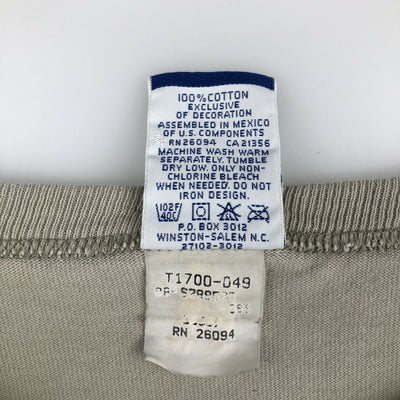 100% COTTON
EXCLUSIVE
OF DECORATION
ASSEMBLED IN MEXICO
OF U.S. COMPONENTS
RN26094 CA21356
MACHINE WASH WARM
SEPARATELY. TUMBLE
DRY LOW. ONLY NON-
CHLORINE BLEACH
WHEN NEEDED. DO NOT
IRON DESIGN.
102F/
40C
P.O. BOX 3012
WINSTON-SALEM N.C.
27102-3012
T1700-049
RN 26094